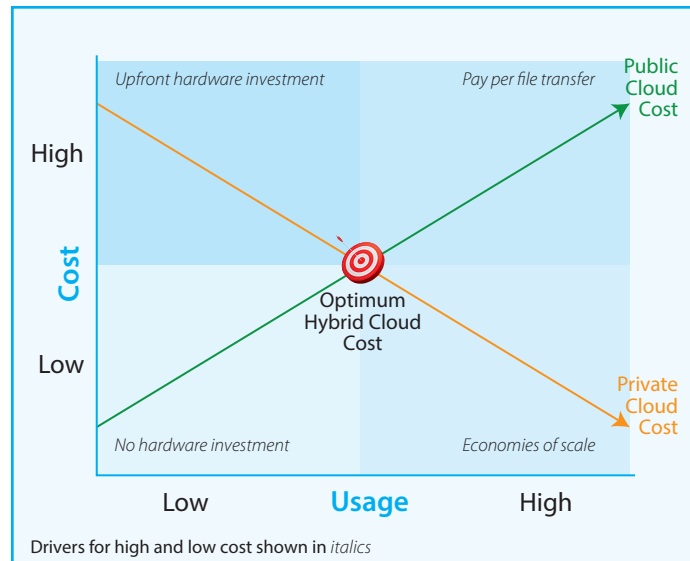 Upfront hardware investment
Pay per file transfer
Public
Cloud
Cost
High
Cost
Optimum
Hybrid Cloud
Cost
Low
Private
Cloud
Cost
No hardware investment
Economies of scale
Low
Usage
High
Drivers for high and low cost shown in italics